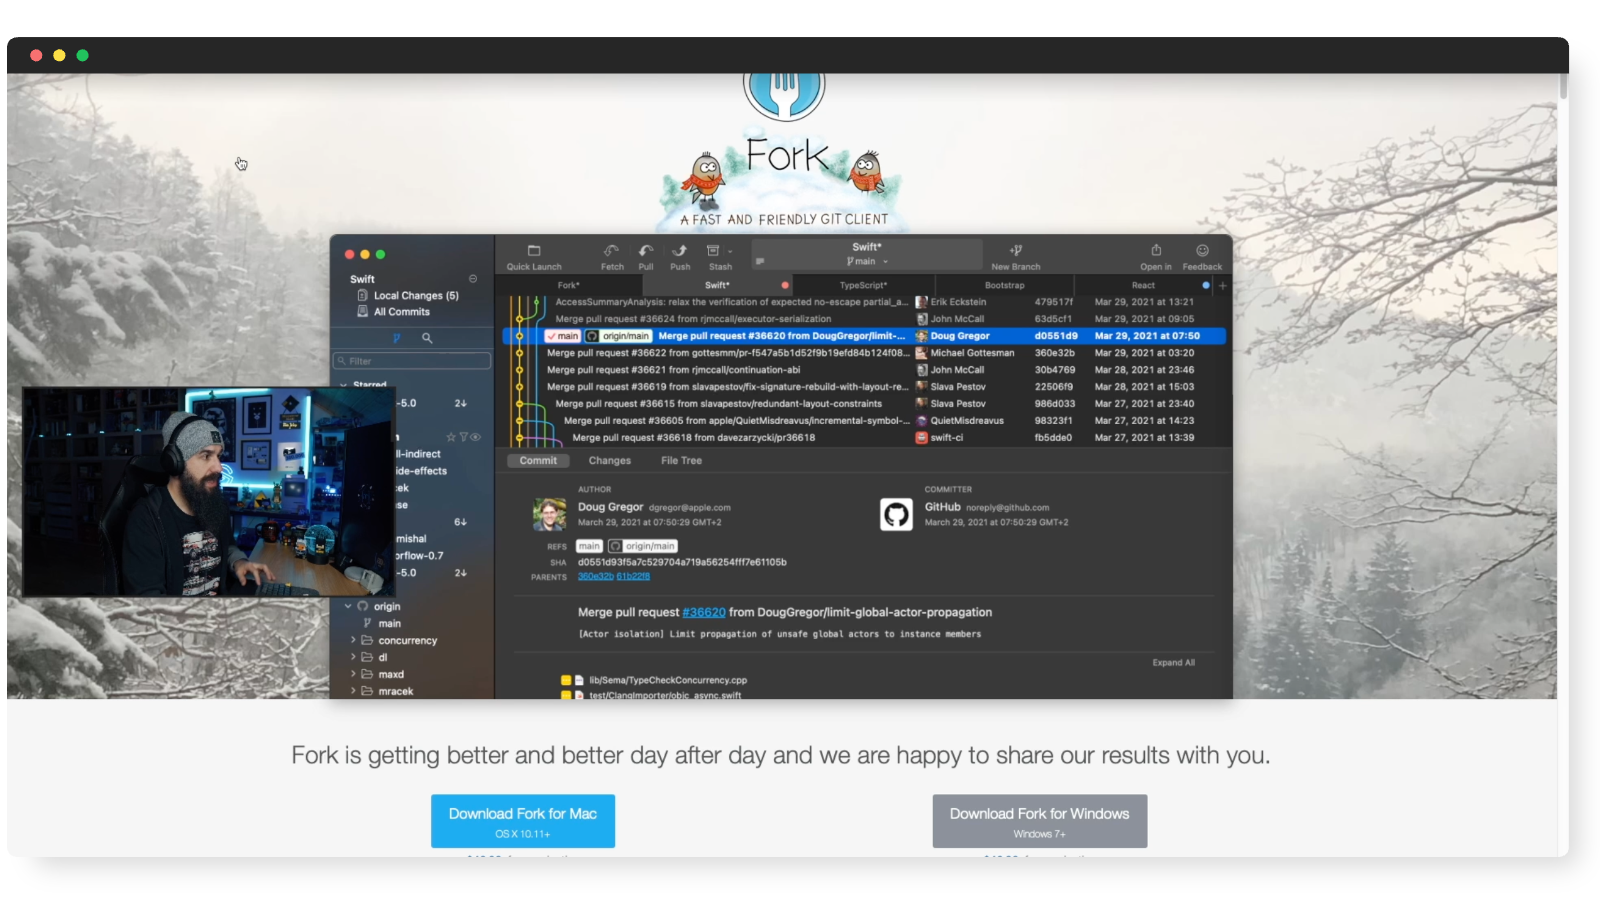 Fork
A FAST AND FRIENDLY GIT CLIENT
Swift
Local Changes (5)
All Commits
Filter
Starred
-5.0 2↓
ll-indirect
ide-effects
6↓
mishal
orflow-0.7
-5.0 2↓
origin
main
concurrency
dl
maxd
mracek
Quick Launch Fetch Pull Push Stash
Swift*
main
New Branch Open in Feedback
Fork* Swift* TypeScript* Bootstrap React
AccessSummaryAnalysis: relax the verification of expected no-escape partial_a... Erik Eckstein 479517f Mar 29, 2021 at 13:21
Merge pull request #36624 from rjmccall/executor-serialization John McCall 63d5cf1 Mar 29, 2021 at 09:05
main origin/main Merge pull request #36620 from DougGregor/limit-... Doug Gregor d0551d9 Mar 29, 2021 at 07:50
Merge pull request #36622 from gottesmm/pr-f547a5b1d52f9b19efd84b124f08... Michael Gottesman 360e32b Mar 29, 2021 at 03:20
Merge pull request #36621 from rjmccall/continuation-abi John McCall 30b4769 Mar 28, 2021 at 23:46
Merge pull request #36619 from slavapestov/fix-signature-rebuild-with-layout-re... Slava Pestov 22506f9 Mar 28, 2021 at 15:03
Merge pull request #36615 from slavapestov/redundant-layout-constraints Slava Pestov 986d033 Mar 27, 2021 at 23:40
Merge pull request #36605 from apple/QuietMisdreavus/incremental-symbol-... QuietMisdreavus 98323f1 Mar 27, 2021 at 14:23
Merge pull request #36618 from davezarzycki/pr36618 swift-ci fb5dde0 Mar 27, 2021 at 13:39
Commit Changes File Tree
AUTHOR
Doug Gregor dgregor@apple.com
March 29, 2021 at 07:50:29 GMT+2
COMMITTER
GitHub noreply@github.com
March 29, 2021 at 07:50:29 GMT+2
REFS main origin/main
SHA d0551d93f5a7c529704a719a56254fff7e61105b
PARENTS 360e32b 61b22f8
Merge pull request #36620 from DougGregor/limit-global-actor-propagation
[Actor isolation] Limit propagation of unsafe global actors to instance members
Expand All
lib/Sema/TypeCheckConcurrency.cpp
test/ClangImporter/objc_async.swift
Fork is getting better and better day after day and we are happy to share our results with you.
Download Fork for Mac
OS X 10.11+
Download Fork for Windows
Windows 7+